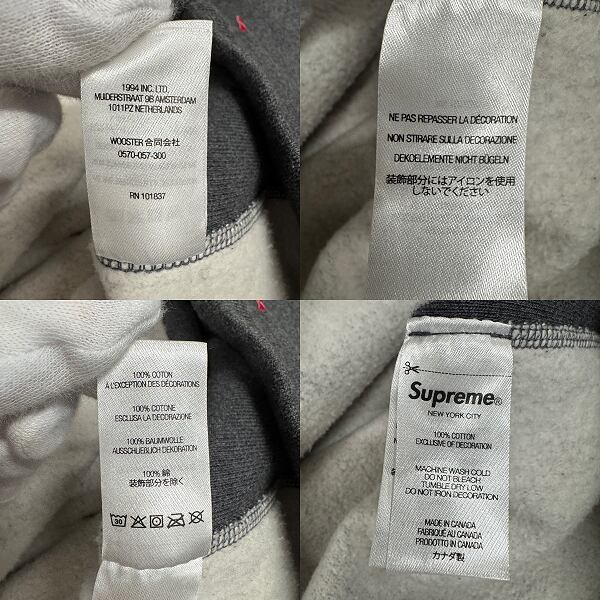 1994 INC. LTD.
MUIDERSTRAAT 98 AMSTERDAM
1011PZ NETHERLANDS
WOOSTER 合同会社
0570-057-300
RN 101837
NE PAS REPASSER LA DÉCORATION
NON STIRARE SULLA DECORAZIONE
DEKOELEMENTE NICHT BÜGELN
装飾部分にはアイロンを使用
しないでください
100% COTON
À L'EXCEPTION DES DÉCORATIONS
100% COTONE
ESCLUSA LA DECORAZIONE
100% BAUMWOLLE
AUSSCHLIEẞLICH DEKORATION
100% 綿
装飾部分を除く
30
Supreme®
NEW YORK CITY
100% COTTON
EXCLUSIVE OF DECORATION
MACHINE WASH COLD
DO NOT BLEACH
TUMBLE DRY LOW
DO NOT IRON DECORATION
MADE IN CANADA
FABRIQUÉ AU CANADA
PRODOTTO IN CANADA
カナダ製